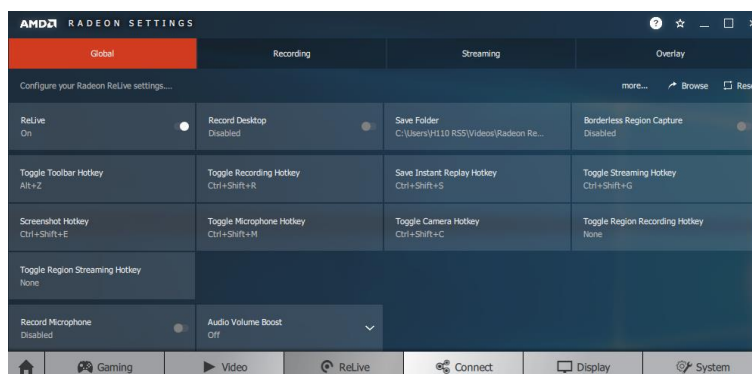 AMD RADEON SETTINGS
Global Recording Streaming Overlay
Configure your Radeon ReLive settings.... more... Browse Rese
ReLive Record Desktop Save Folder Borderless Region Capture
On Disabled C:\Users\H110 RS5\Videos\Radeon Re... Disabled
Toggle Toolbar Hotkey Toggle Recording Hotkey Save Instant Replay Hotkey Toggle Streaming Hotkey
Alt+Z Ctrl+Shift+R Ctrl+Shift+S Ctrl+Shift+G
Screenshot Hotkey Toggle Microphone Hotkey Toggle Camera Hotkey Toggle Region Recording Hotkey
Ctrl+Shift+E Ctrl+Shift+M Ctrl+Shift+C None
Toggle Region Streaming Hotkey
None
Record Microphone Audio Volume Boost
Disabled Off
Gaming Video ReLive Connect Display System